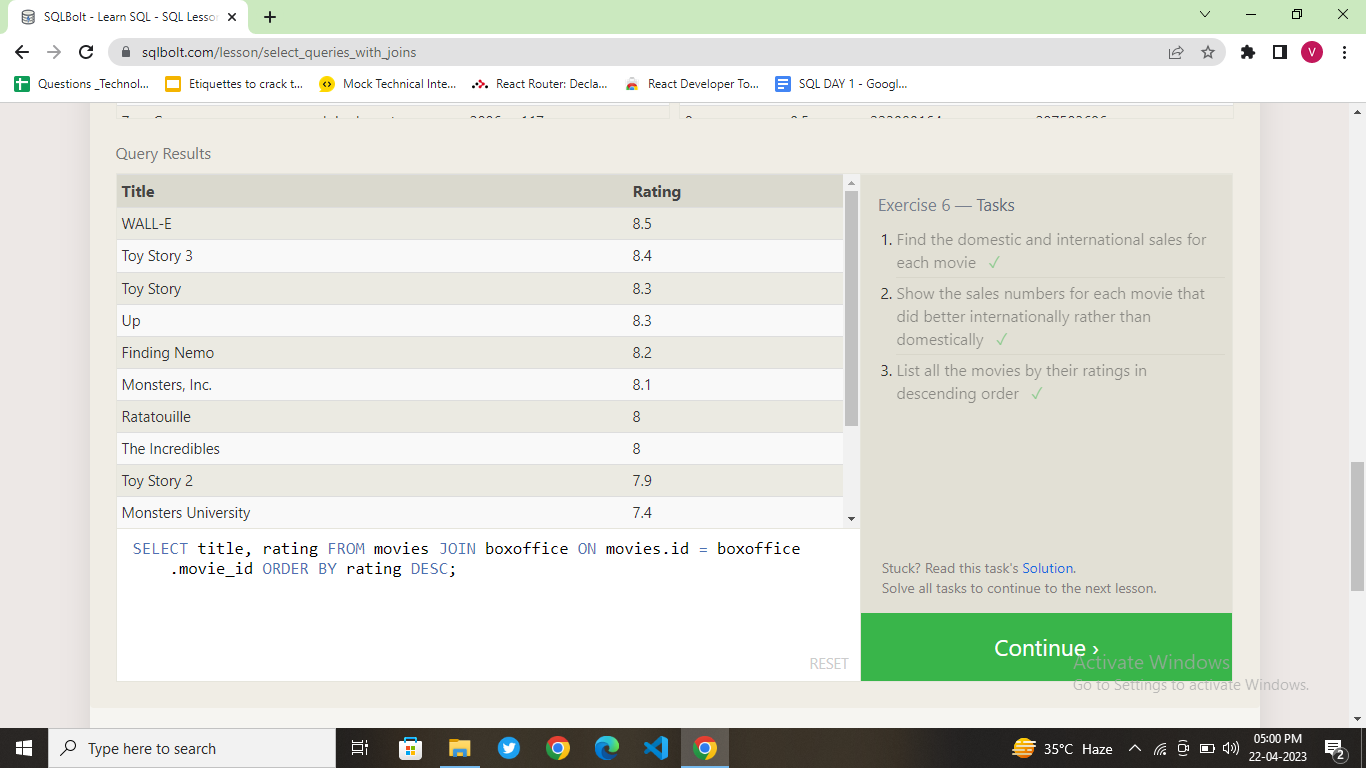 SQLBolt - Learn SQL - SQL Lesson
sqlbolt.com/lesson/select_queries_with_joins
V
Questions _Technol...
Etiquettes to crack t...
Mock Technical Inte...
React Router: Decla...
React Developer To...
SQL DAY 1 - Googl...
Query Results
Title Rating
WALL-E 8.5
Toy Story 3 8.4
Toy Story 8.3
Up 8.3
Finding Nemo 8.2
Monsters, Inc. 8.1
Ratatouille 8
The Incredibles 8
Toy Story 2 7.9
Monsters University 7.4
SELECT title, rating FROM movies JOIN boxoffice ON movies.id = boxoffice
.movie_id ORDER BY rating DESC;
RESET
Exercise 6 — Tasks
1. Find the domestic and international sales for
each movie ✓
2. Show the sales numbers for each movie that
did better internationally rather than
domestically ✓
3. List all the movies by their ratings in
descending order ✓
Stuck? Read this task's Solution.
Solve all tasks to continue to the next lesson.
Continue ›
Activate Windows
Go to Settings to activate Windows.
Type here to search
35°C Haze
05:00 PM
22-04-2023
2